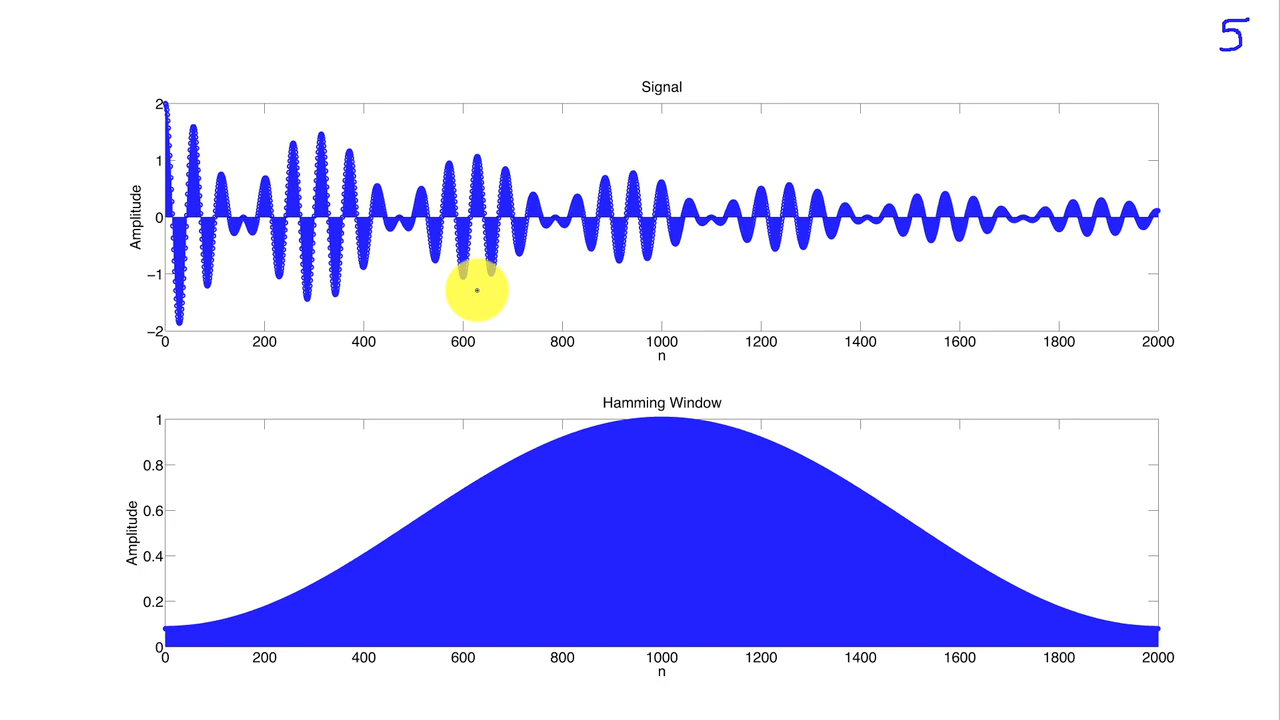 5
Signal
Amplitude
2
1
0
−1
−2
0 200 400 600 800 1000 1200 1400 1600 1800 2000
n
Hamming Window
Amplitude
1
0.8
0.6
0.4
0.2
0
0 200 400 600 800 1000 1200 1400 1600 1800 2000
n